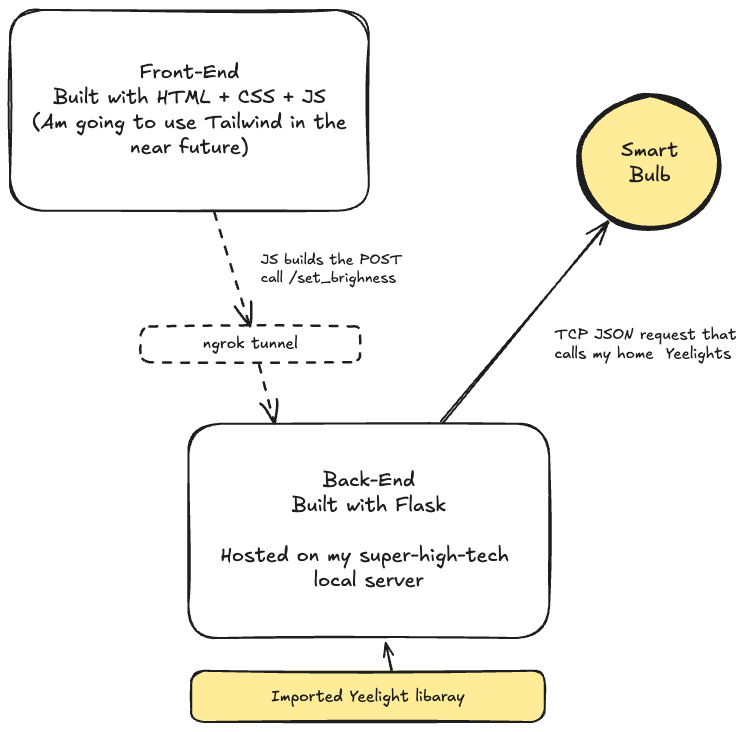 Front-End
Built with HTML + CSS + JS
(Am going to use Tailwind in the
near future)
Smart
Bulb
JS builds the POST
call /set_brighness
ngrok tunnel
TCP JSON request that
calls my home Yeelights
Back-End
Built with Flask
Hosted on my super-high-tech
local server
Imported Yeelight libaray